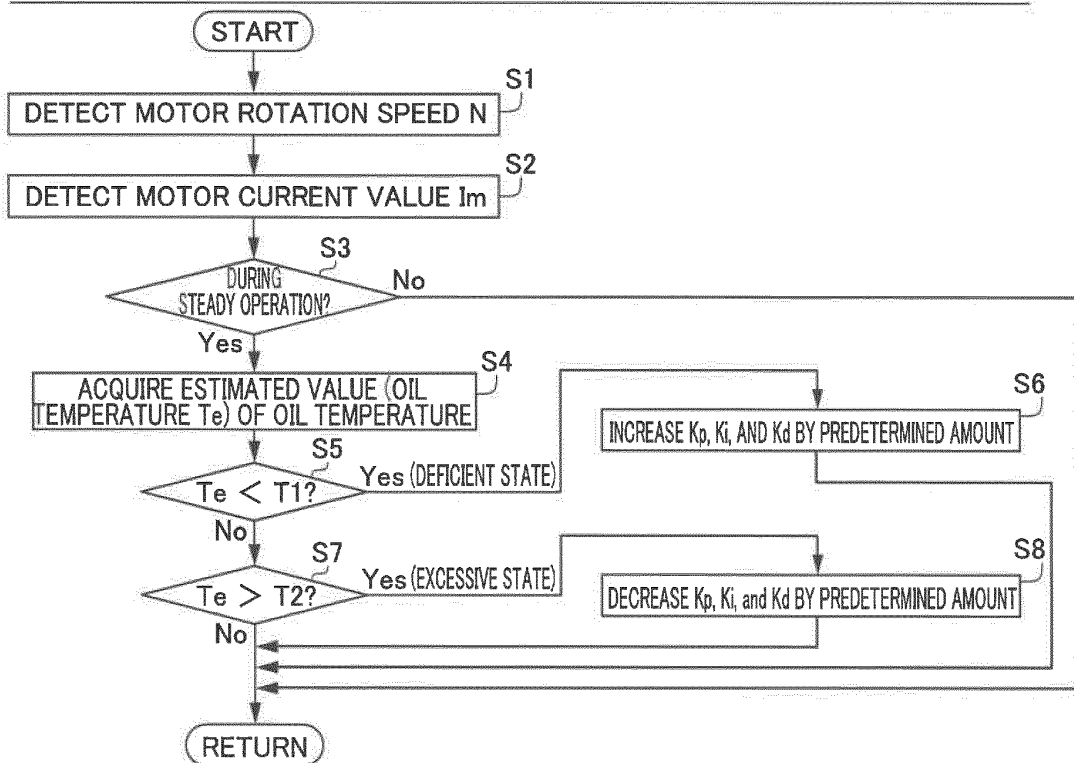 START
S1
DETECT MOTOR ROTATION SPEED N
S2
DETECT MOTOR CURRENT VALUE Im
S3
DURING
STEADY OPERATION?
No
Yes
S4
ACQUIRE ESTIMATED VALUE (OIL
TEMPERATURE Te) OF OIL TEMPERATURE
S5
Te < T1?
Yes (DEFICIENT STATE)
S6
INCREASE Kp, Ki, AND Kd BY PREDETERMINED AMOUNT
No
S7
Te > T2?
Yes (EXCESSIVE STATE)
S8
DECREASE Kp, Ki, and Kd BY PREDETERMINED AMOUNT
No
RETURN